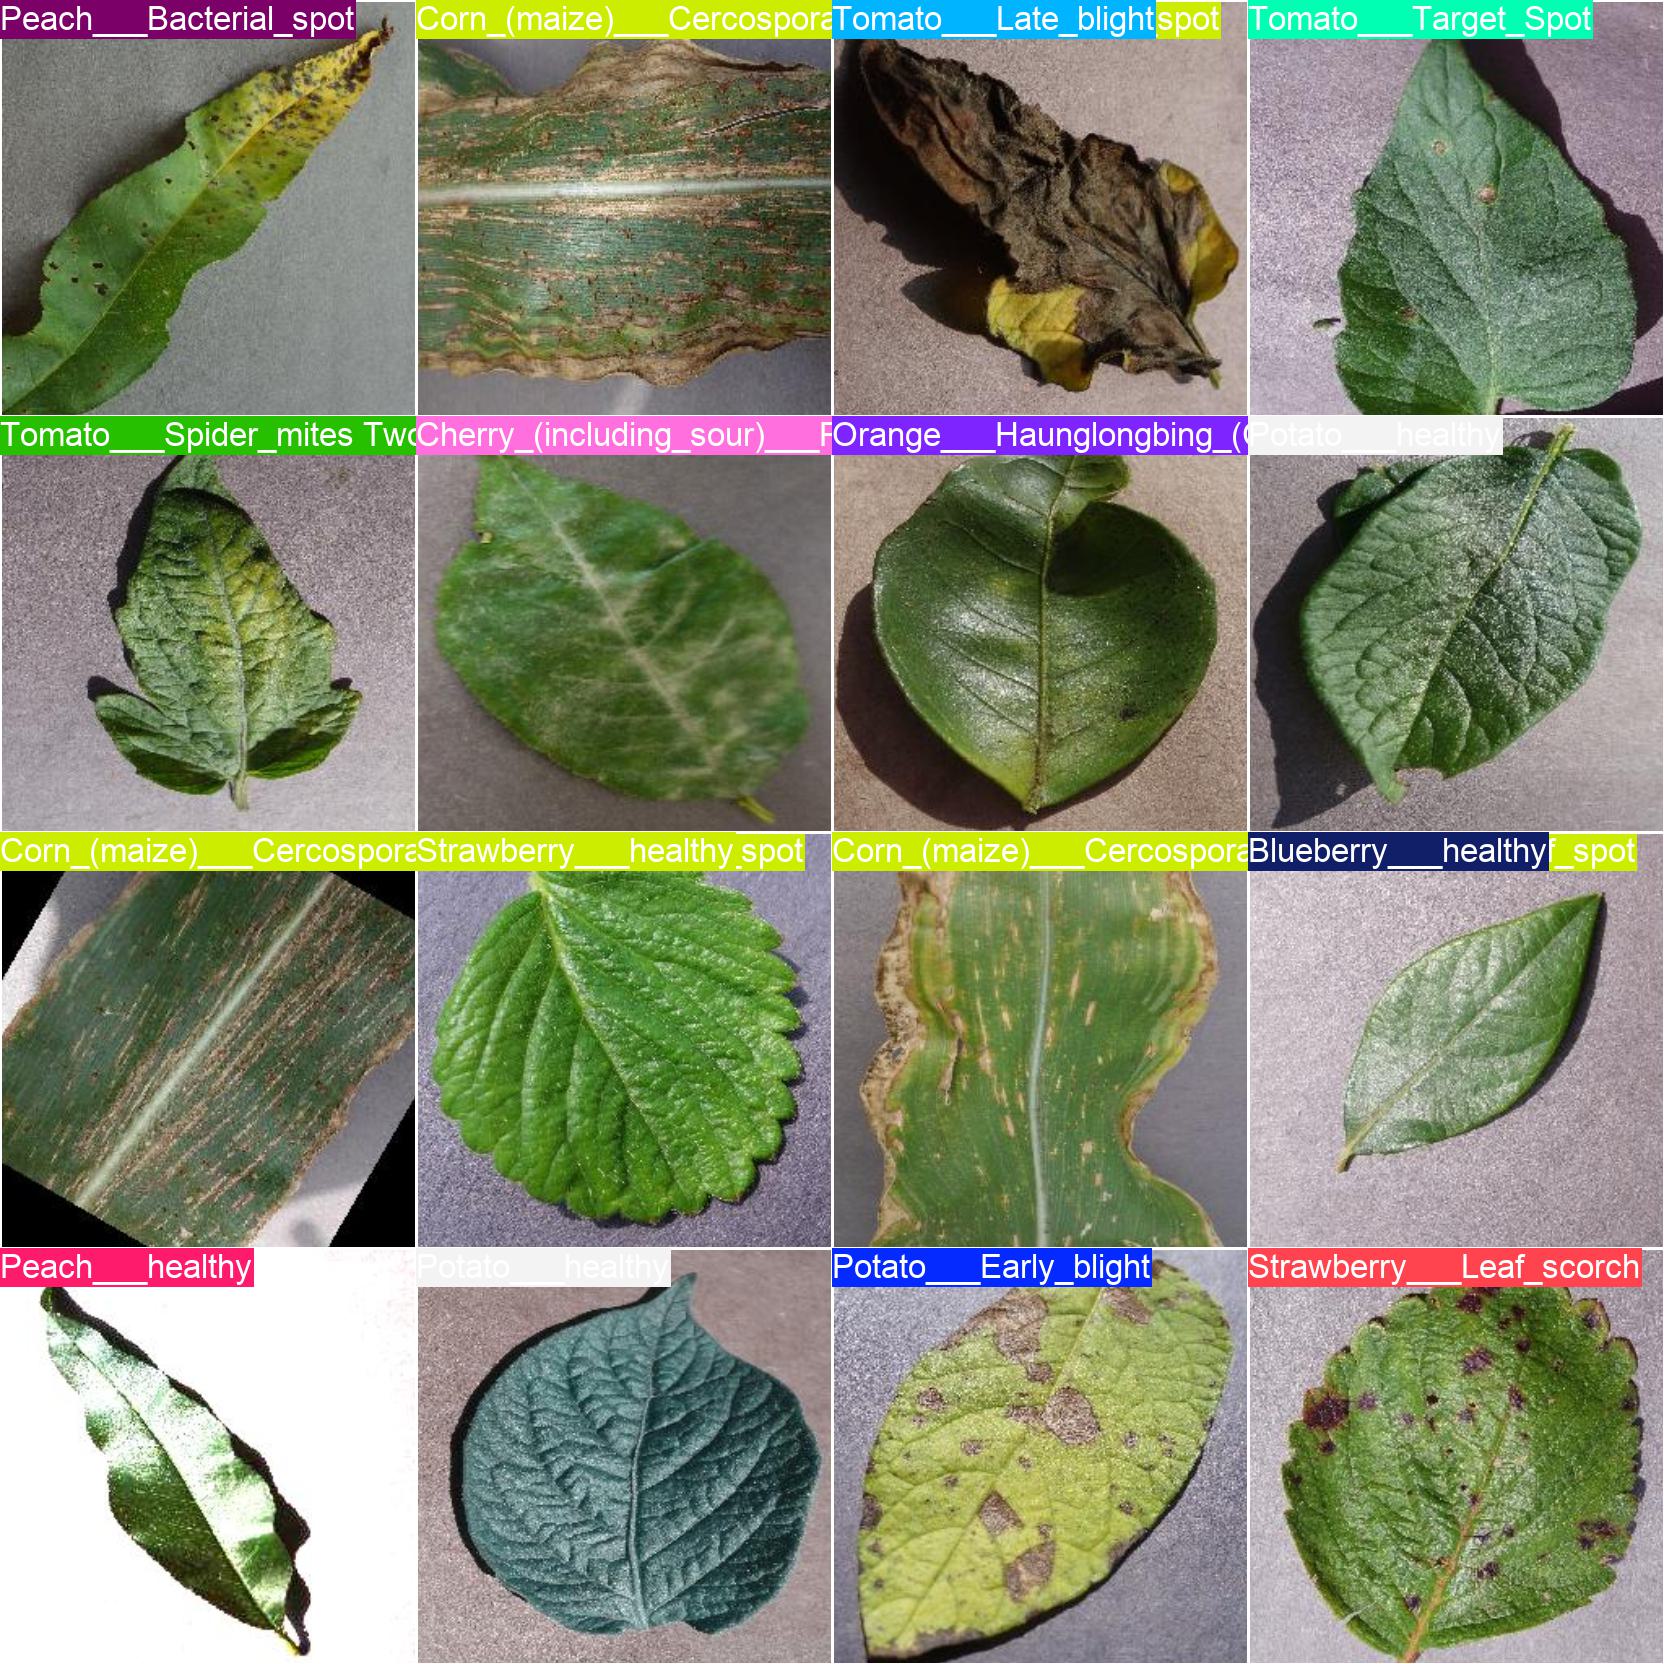 Peach___Bacterial_spot
Corn_(maize)___Cercospora
spot
Tomato___Late_blight
Tomato___Target_Spot
Tomato___Spider_mites Two
Cherry_(including_sour)___P
Orange___Haunglongbing_(C
Potato___healthy
Corn_(maize)___Cercospora
spot
Strawberry___healthy
Corn_(maize)___Cercospora
f_spot
Blueberry___healthy
Peach___healthy
Potato___healthy
Potato___Early_blight
Strawberry___Leaf_scorch